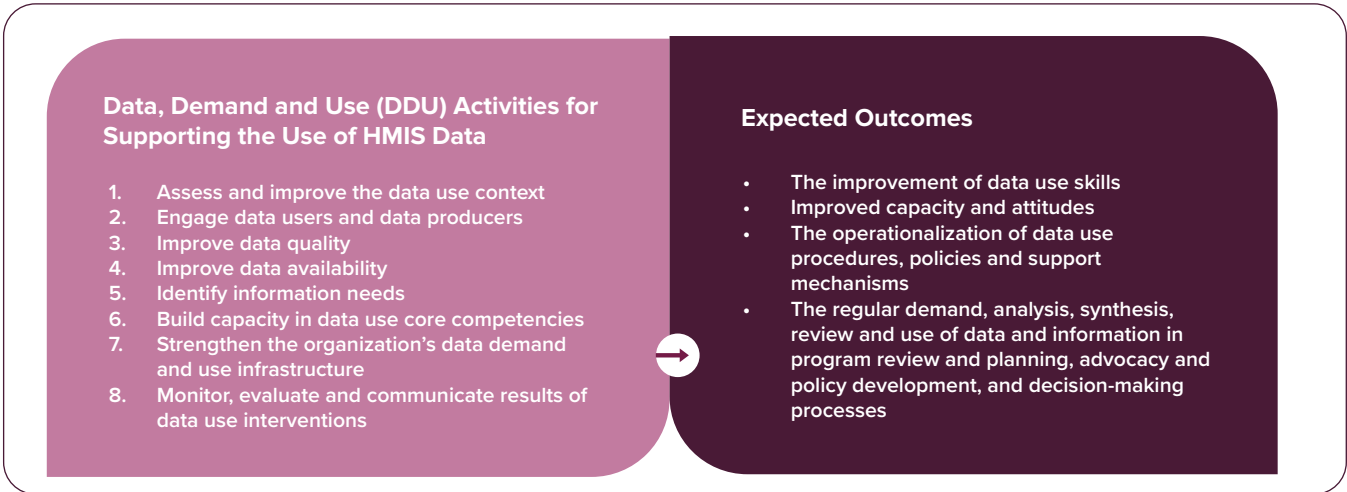 Data, Demand and Use (DDU) Activities for
Supporting the Use of HMIS Data
1. Assess and improve the data use context
2. Engage data users and data producers
3. Improve data quality
4. Improve data availability
5. Identify information needs
6. Build capacity in data use core competencies
7. Strengthen the organization's data demand
and use infrastructure
8. Monitor, evaluate and communicate results of
data use interventions
Expected Outcomes
• The improvement of data use skills
• Improved capacity and attitudes
• The operationalization of data use
procedures, policies and support
mechanisms
• The regular demand, analysis, synthesis,
review and use of data and information in
program review and planning, advocacy and
policy development, and decision-making
processes